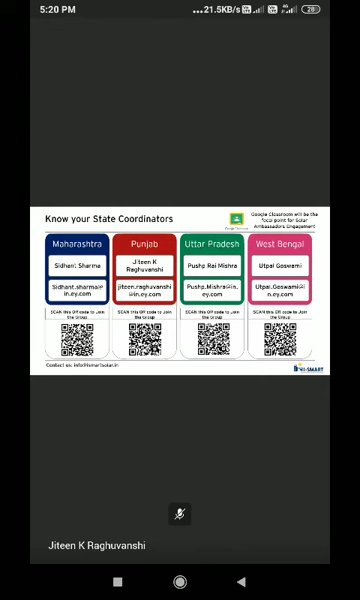 5:20 PM
...21.5KB/s
28
Know your State Coordinators
Google Classroom will be the
focal point for Solar
Ambassadors Engagement
Maharashtra
Sidhant Sharma
Sidhant.sharma@
in.ey.com
SCAN this QR code to Join
the Group
Punjab
Jiteen K
Raghuvanshi
jiteen.raghuvanshi
@in.ey.com
SCAN this QR code to Join
the Group
Uttar Pradesh
Pushp Rai Mishra
Pushp.Mishra@in.
ey.com
SCAN this QR code to Join
the Group
West Bengal
Utpal Goswami
Utpal.Goswami@i
n.ey.com
SCAN this QR code to Join
the Group
Contact us: info@ismartsolar.in
Jiteen K Raghuvanshi